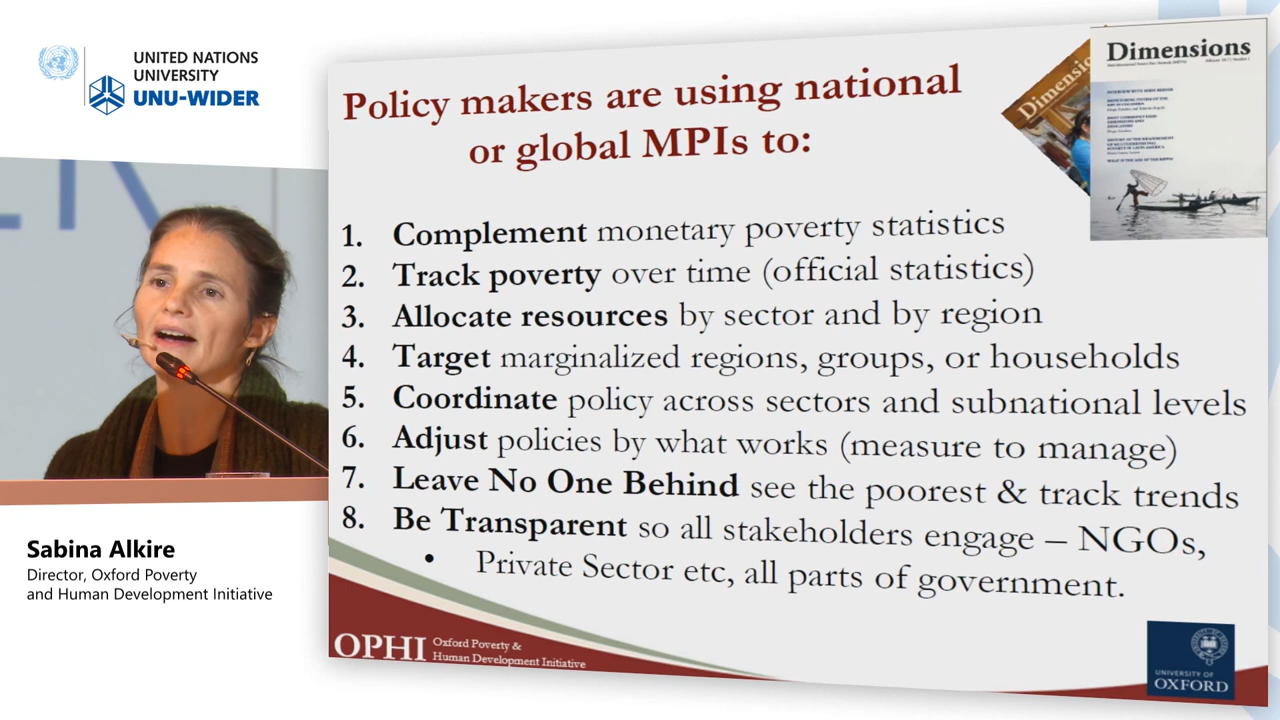 UNITED NATIONS
UNIVERSITY
UNU-WIDER
Sabina Alkire
Director, Oxford Poverty
and Human Development Initiative
Policy makers are using national
or global MPIs to:
1. Complement monetary poverty statistics
2. Track poverty over time (official statistics)
3. Allocate resources by sector and by region
4. Target marginalized regions, groups, or households
5. Coordinate policy across sectors and subnational levels
6. Adjust policies by what works (measure to manage)
7. Leave No One Behind see the poorest & track trends
8. Be Transparent so all stakeholders engage – NGOs,
• Private Sector etc, all parts of government.
Dimensions
OPHI
Oxford Poverty &
Human Development Initiative
UNIVERSITY OF
OXFORD